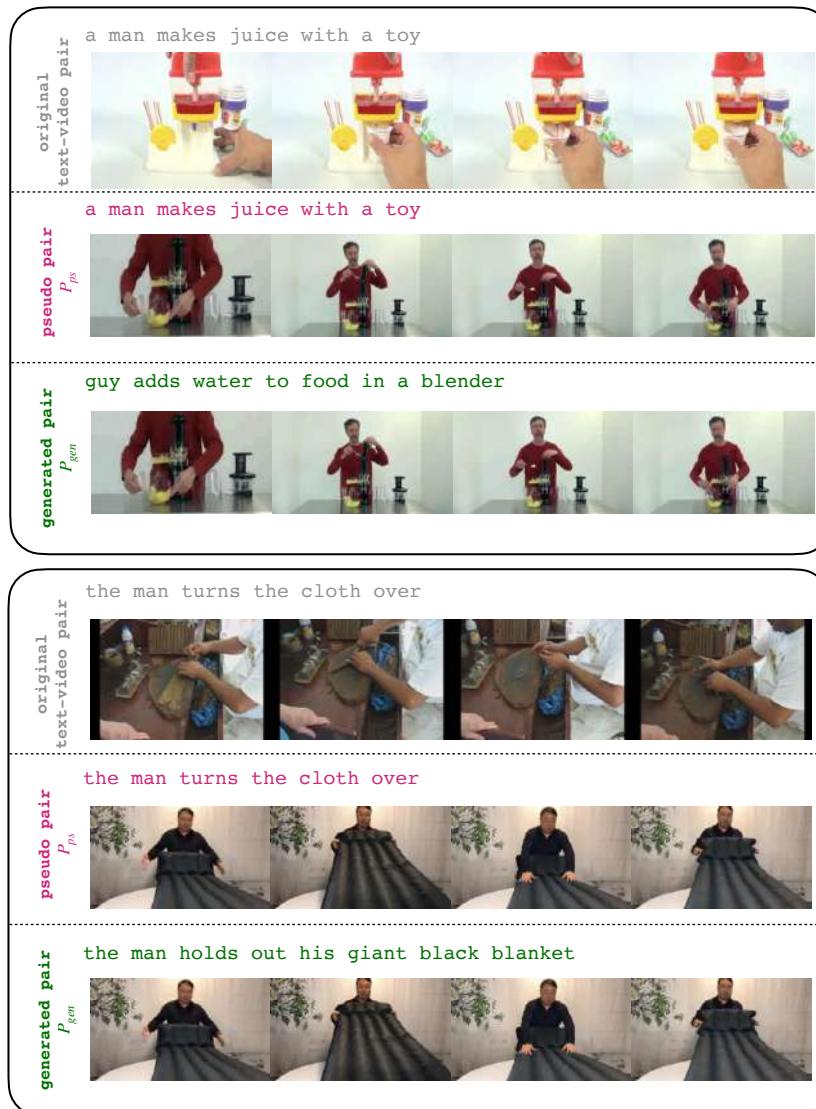 original
text-video pair
a man makes juice with a toy
pseudo pair
P_ps
a man makes juice with a toy
generated pair
P_gen
guy adds water to food in a blender
original
text-video pair
the man turns the cloth over
pseudo pair
P_ps
the man turns the cloth over
generated pair
P_gen
the man holds out his giant black blanket